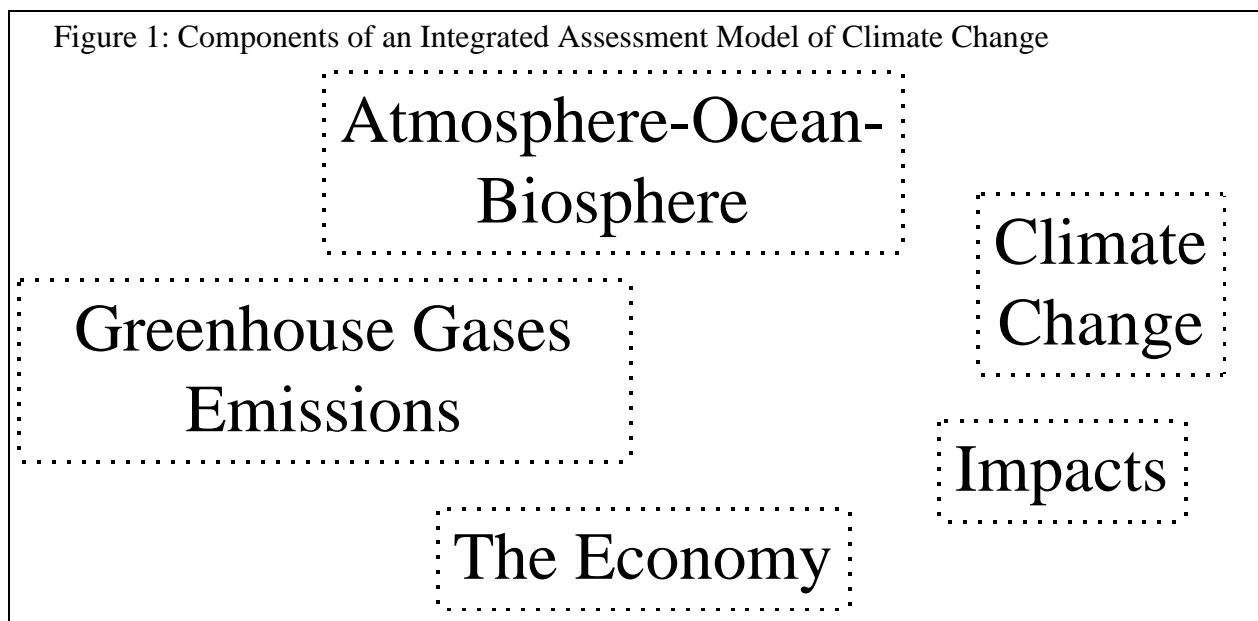 Figure 1: Components of an Integrated Assessment Model of Climate Change
Atmosphere-Ocean-
Biosphere
Climate
Change
Greenhouse Gases
Emissions
Impacts
The Economy